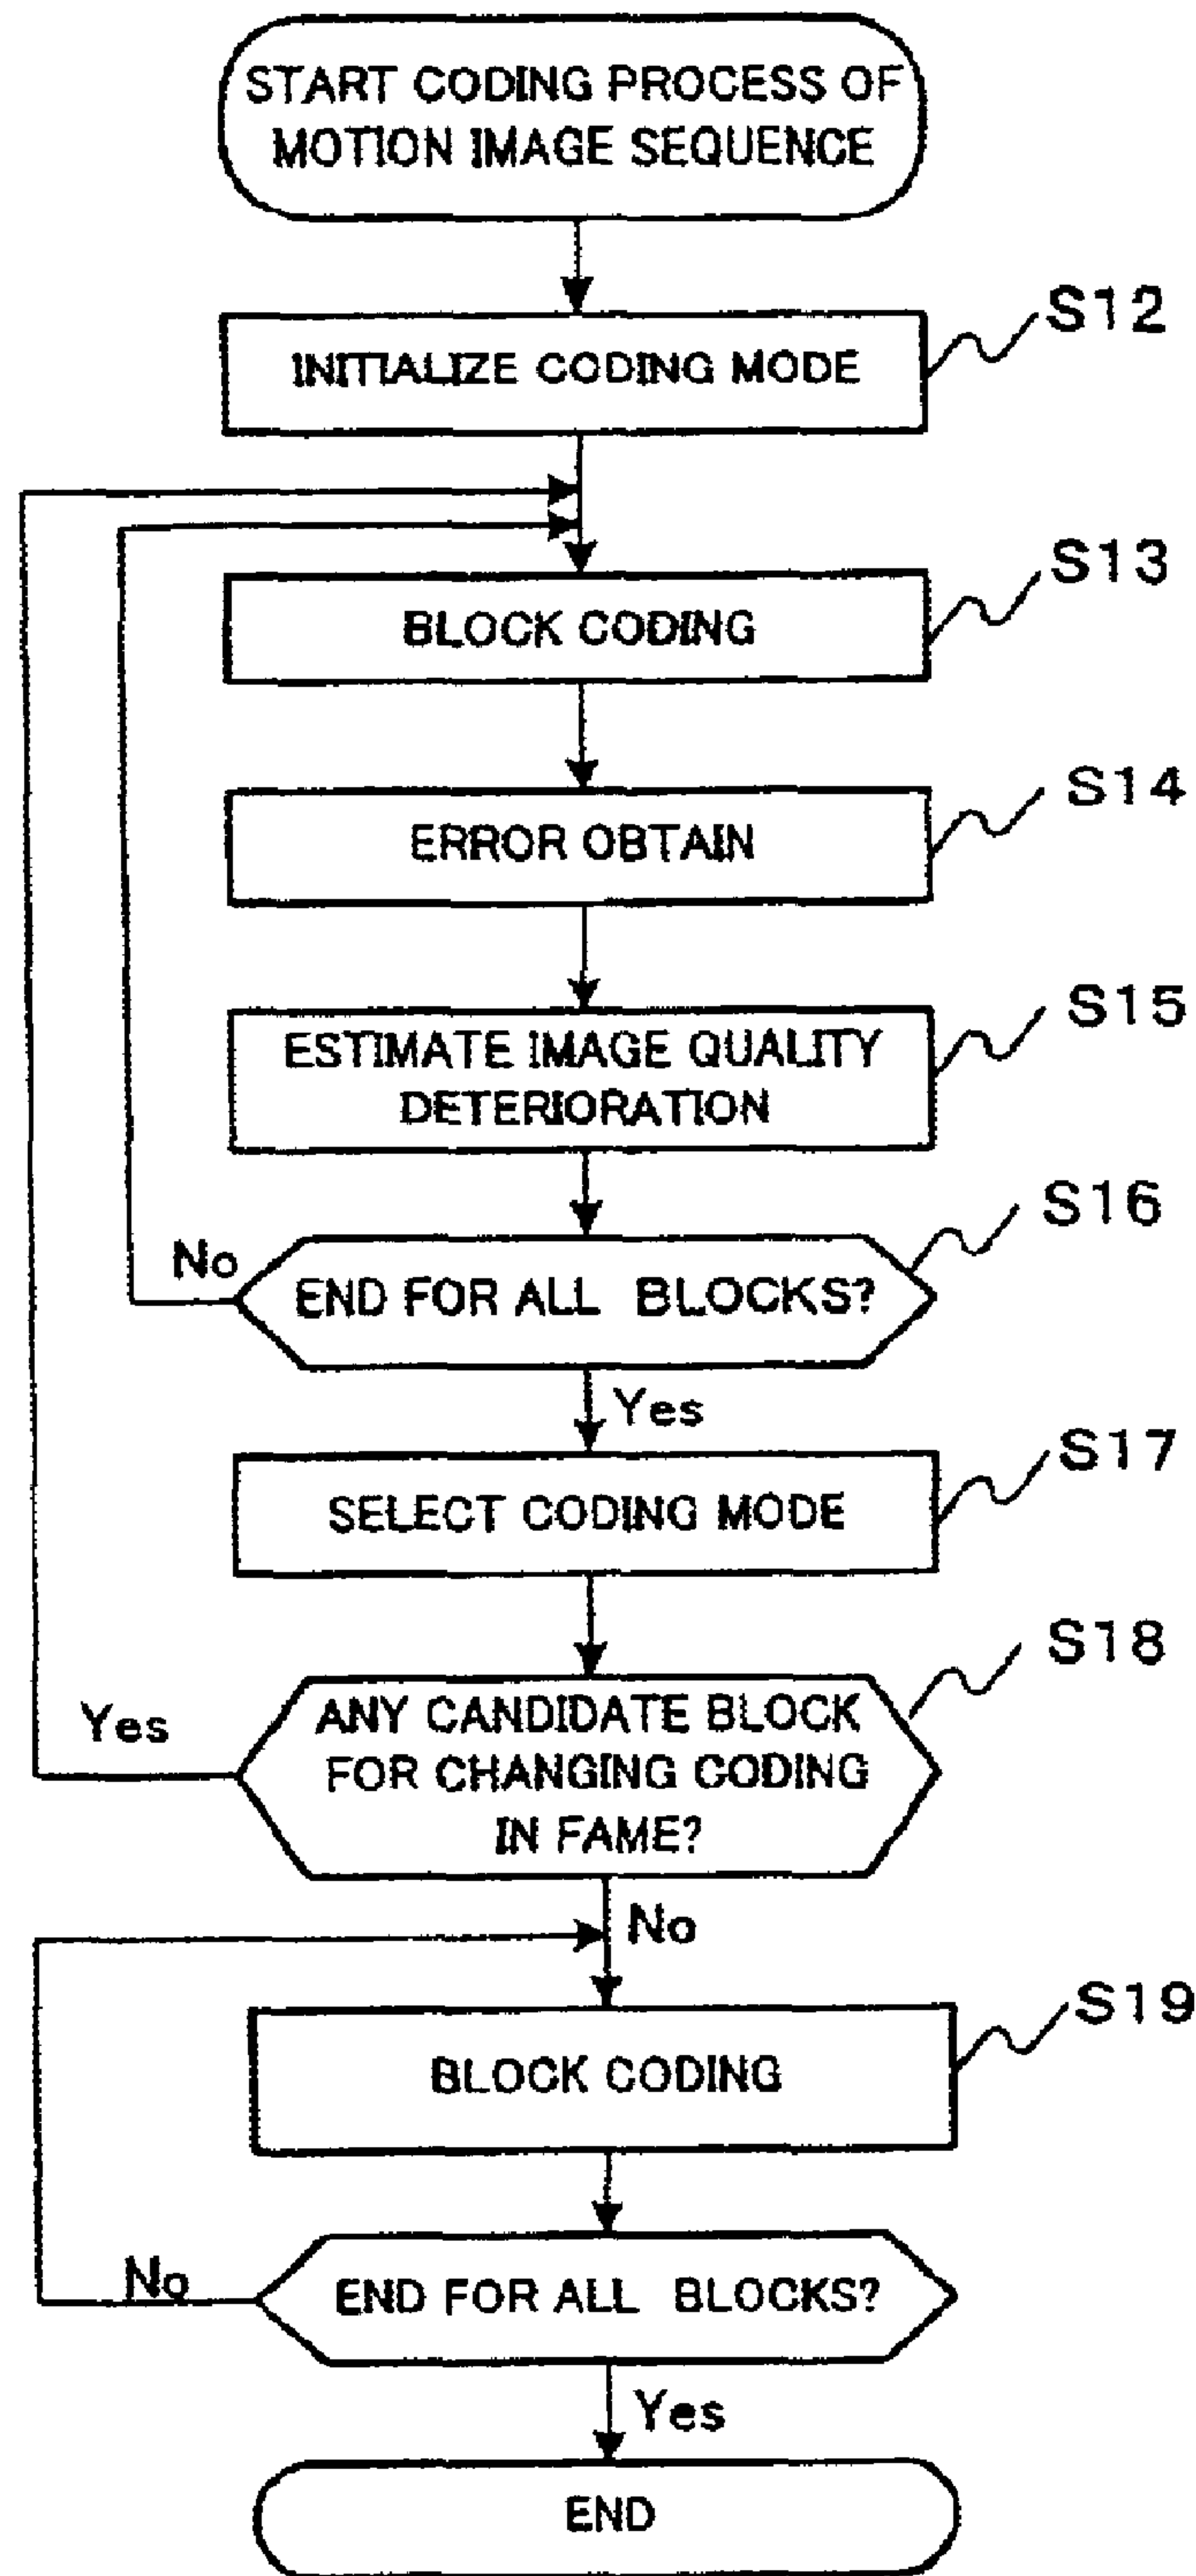 START CODING PROCESS OF
MOTION IMAGE SEQUENCE
S12
INITIALIZE CODING MODE
S13
BLOCK CODING
S14
ERROR OBTAIN
S15
ESTIMATE IMAGE QUALITY
DETERIORATION
S16
No
END FOR ALL BLOCKS?
Yes
S17
SELECT CODING MODE
S18
Yes
ANY CANDIDATE BLOCK
FOR CHANGING CODING
IN FAME?
No
S19
BLOCK CODING
No
END FOR ALL BLOCKS?
Yes
END